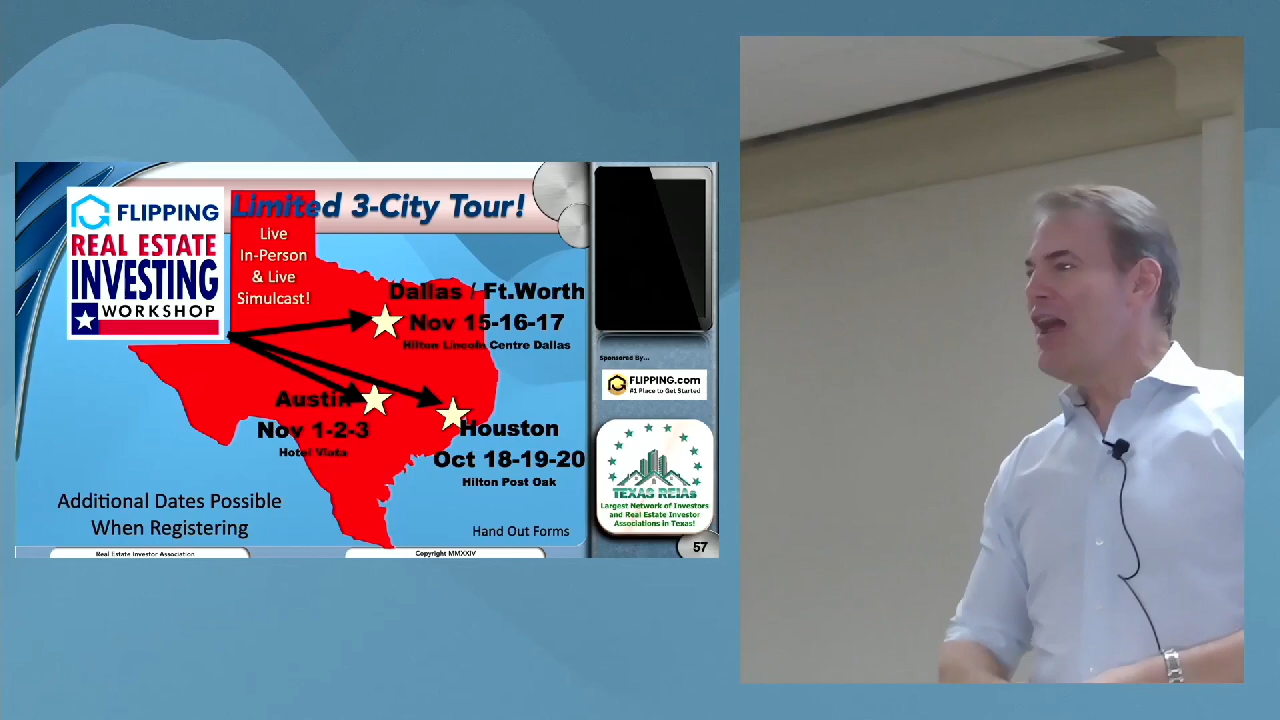 FLIPPING
REAL ESTATE
INVESTING
WORKSHOP
Limited 3-City Tour!
Live
In-Person
& Live
Simulcast!
Dallas / Ft.Worth
Nov 15-16-17
Hilton Lincoln Centre Dallas
Austin
Nov 1-2-3
Hotel Viata
Houston
Oct 18-19-20
Hilton Post Oak
Additional Dates Possible
When Registering
Hand Out Forms
Real Estate Investor Association
Copyright MMXXIV
Sponsored By...
FLIPPING.com
#1 Place to Get Started
TEXAS REIAs
Largest Network of Investors
and Real Estate Investor
Associations in Texas!
57